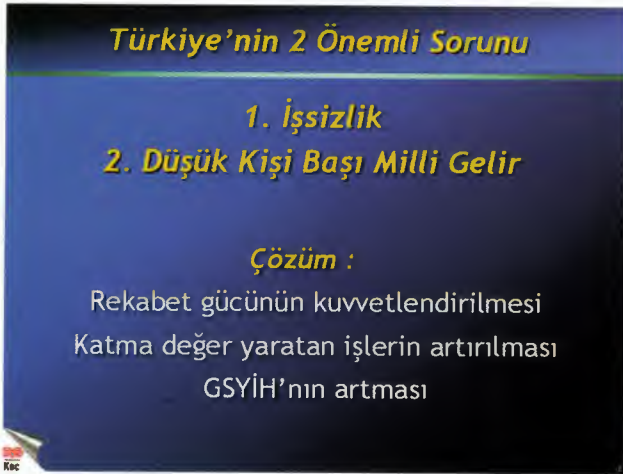 Türkiye'nin 2 Önemli Sorunu
1. İşsizlik
2. Düşük Kişi Başı Milli Gelir
Çözüm :
Rekabet gücünün kuvvetlendirilmesi
Katma değer yaratan işlerin artırılması
GSYİH'nın artması
Koç